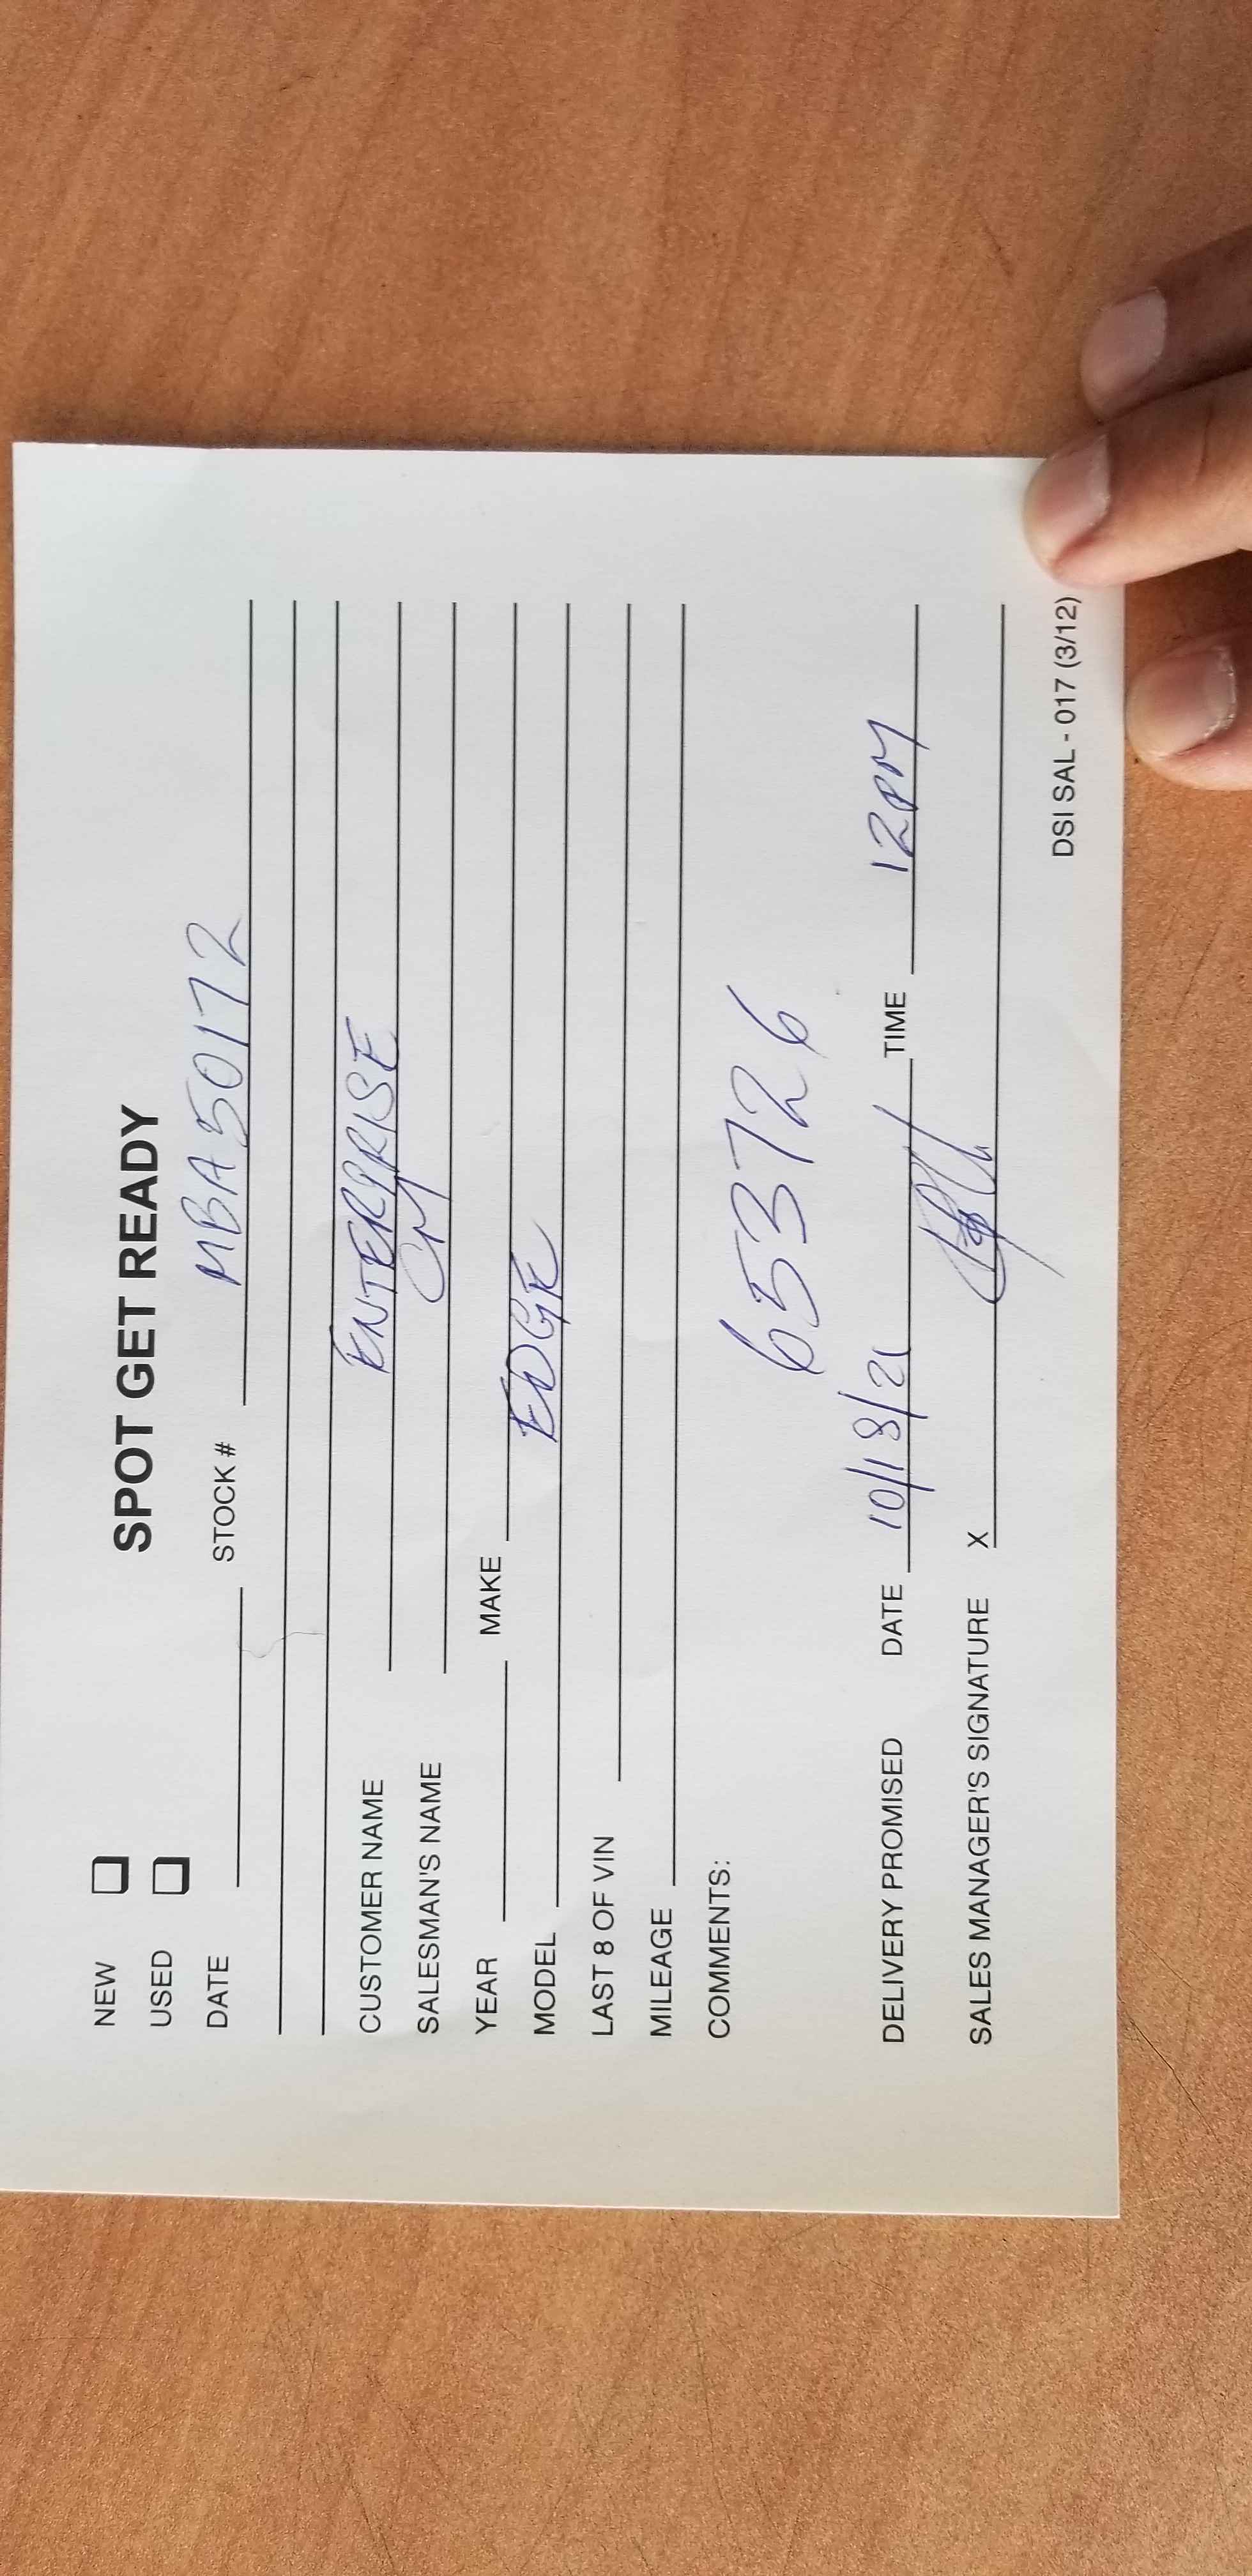 NEW
SPOT GET READY
USED
DATE STOCK # MBA50172
CUSTOMER NAME ENTERPRISE
SALESMAN'S NAME CM
YEAR MAKE
MODEL EDGE
LAST 8 OF VIN
MILEAGE
COMMENTS:
653726
DELIVERY PROMISED DATE 10/18/21 TIME 12PM
SALES MANAGER'S SIGNATURE X
DSI SAL - 017 (3/12)